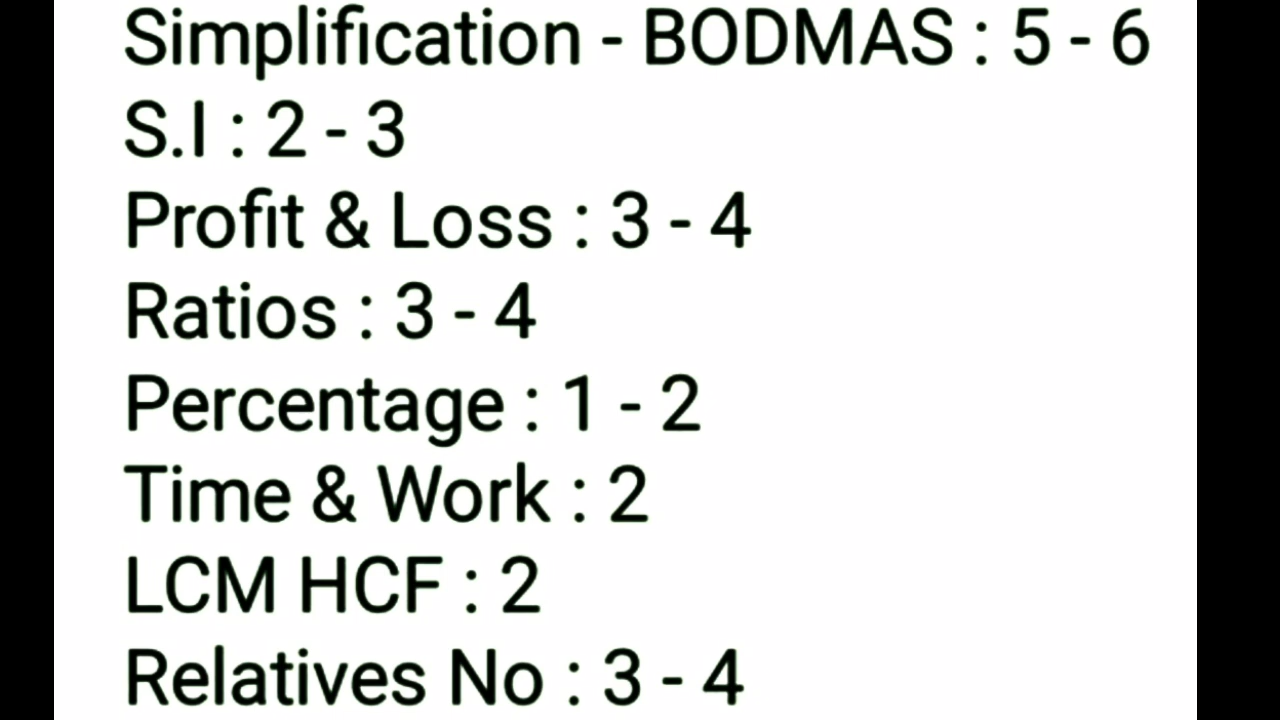 Simplification - BODMAS : 5 - 6
S.I : 2 - 3
Profit & Loss : 3 - 4
Ratios : 3 - 4
Percentage : 1 - 2
Time & Work : 2
LCM HCF : 2
Relatives No : 3 - 4